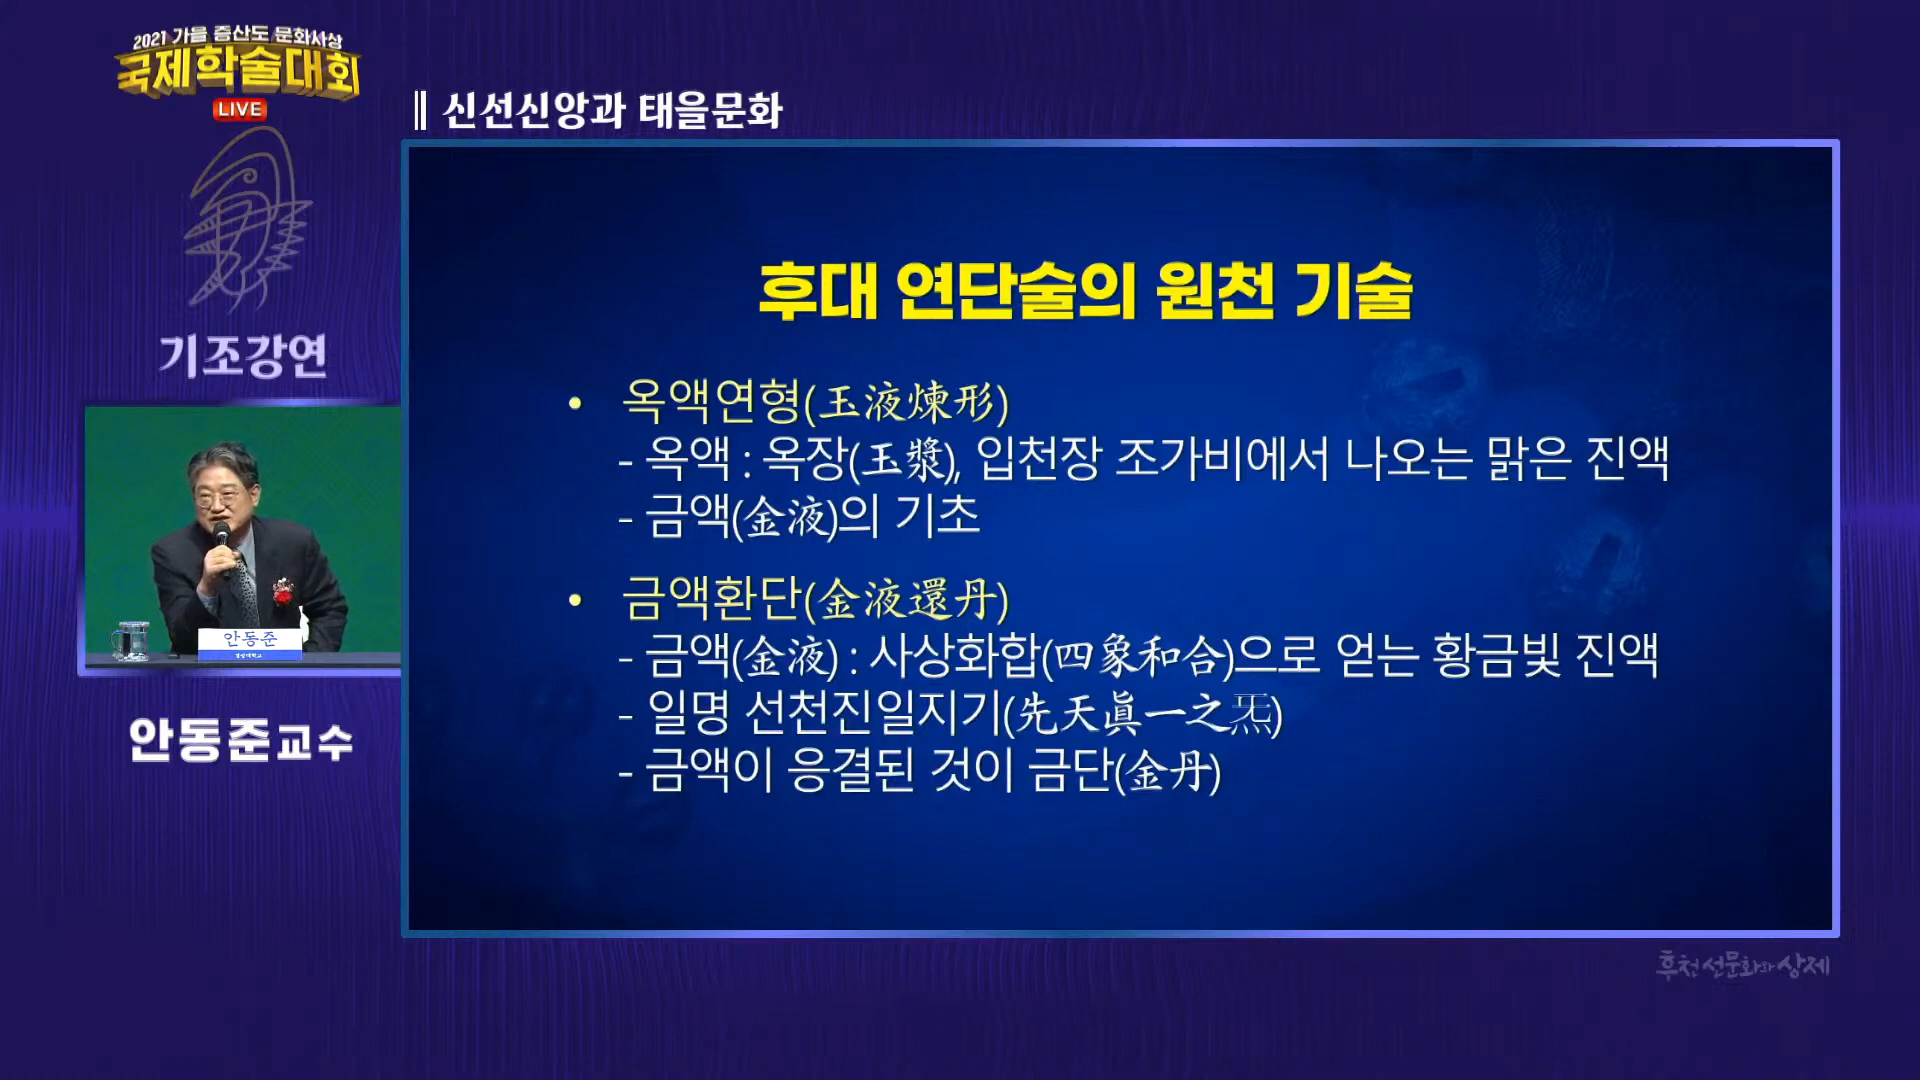 2021 가을 증산도 문화사상
국제학술대회
LIVE
기조강연
안동준
안동준교수
신선신앙과 태을문화
후대 연단술의 원천 기술
• 옥액연형(玉液煉形)
- 옥액 : 옥장(玉漿), 입천장 조가비에서 나오는 맑은 진액
- 금액(金液)의 기초
• 금액환단(金液還丹)
- 금액(金液) : 사상화합(四象和合)으로 얻는 황금빛 진액
- 일명 선천진일지기(先天眞一之炁)
- 금액이 응결된 것이 금단(金丹)
후천 선문화와 상제